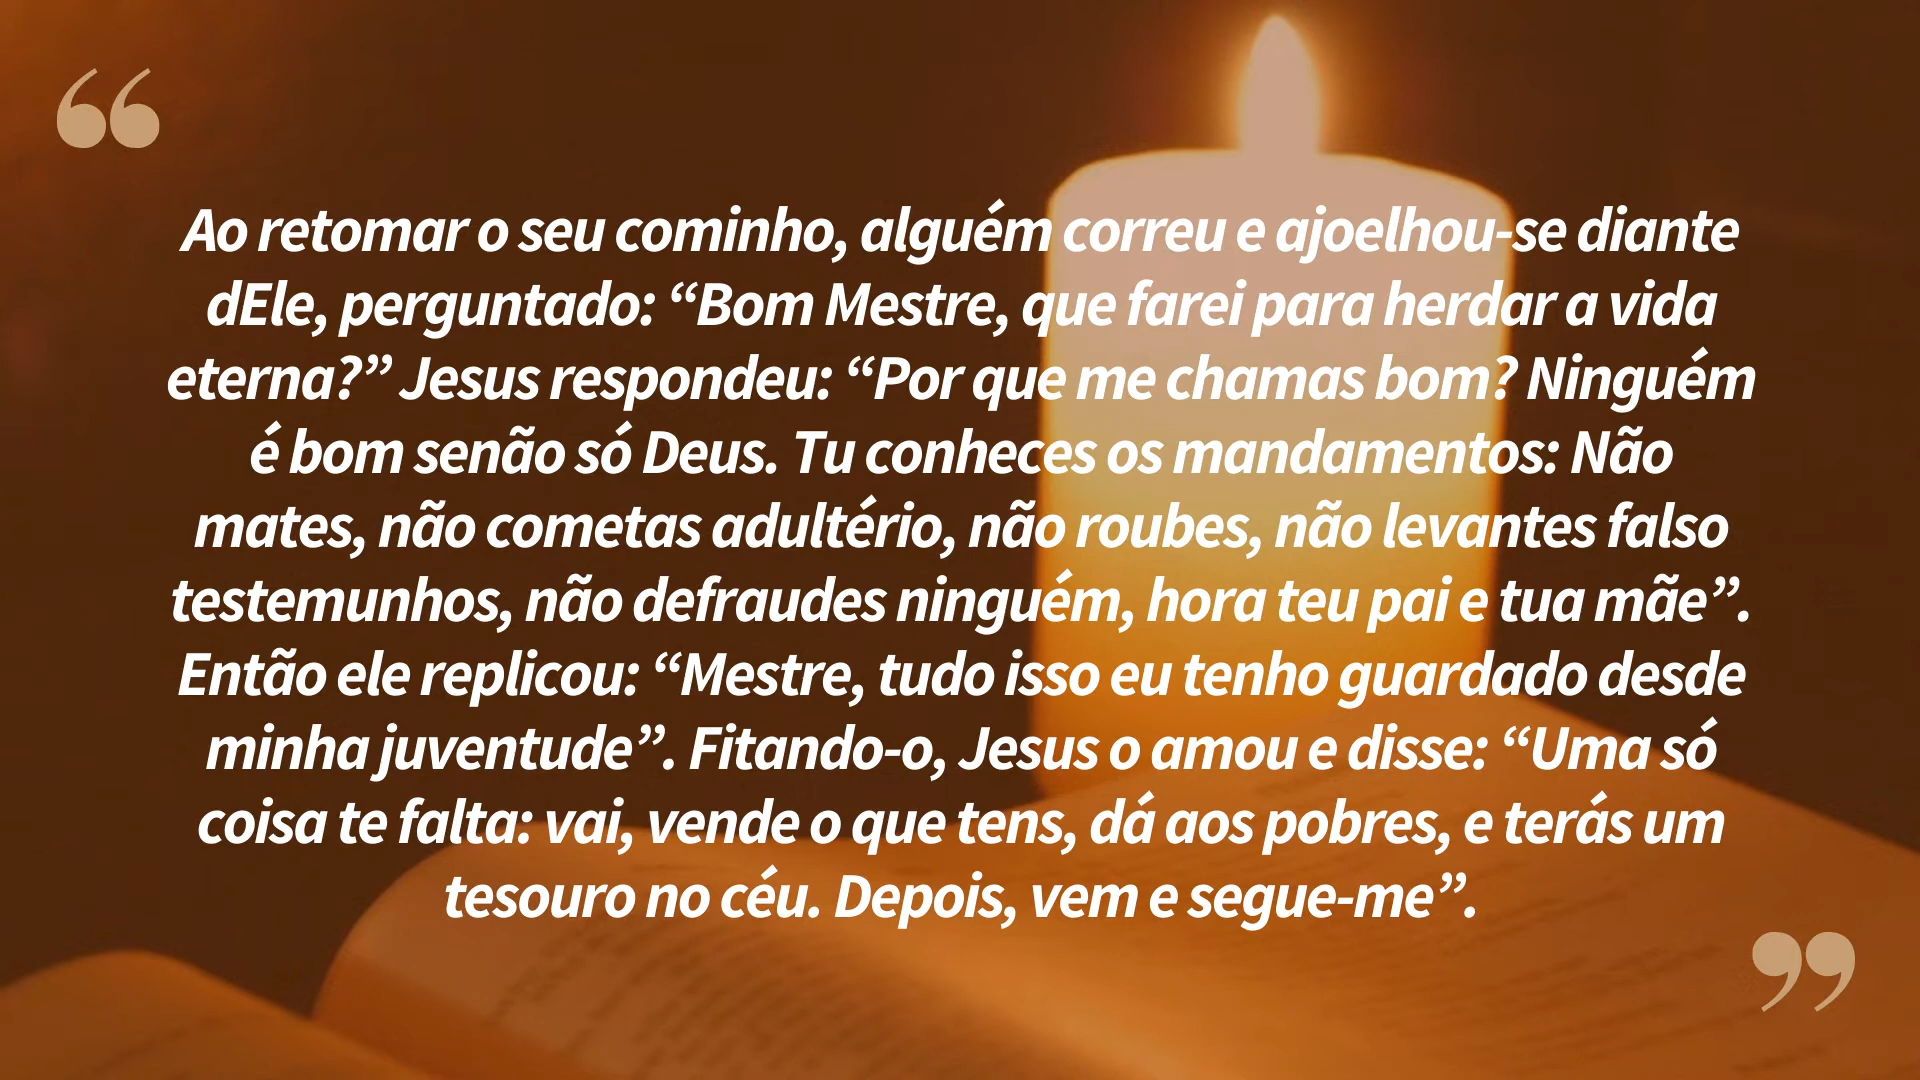 “
Ao retomar o seu cominho, alguém correu e ajoelhou-se diante
dEle, perguntado: “Bom Mestre, que farei para herdar a vida
eterna?” Jesus respondeu: “Por que me chamas bom? Ninguém
é bom senão só Deus. Tu conheces os mandamentos: Não
mates, não cometas adultério, não roubes, não levantes falso
testemunhos, não defraudes ninguém, hora teu pai e tua mãe”.
Então ele replicou: “Mestre, tudo isso eu tenho guardado desde
minha juventude”. Fitando-o, Jesus o amou e disse: “Uma só
coisa te falta: vai, vende o que tens, dá aos pobres, e terás um
tesouro no céu. Depois, vem e segue-me”.
”